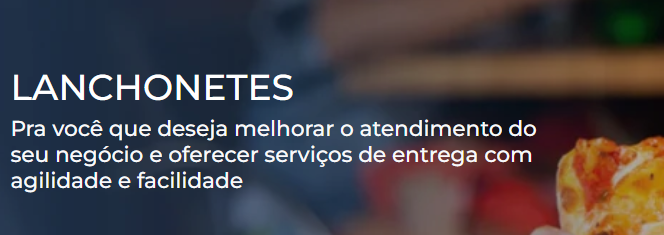 LANCHONETES
Pra você que deseja melhorar o atendimento do
seu negócio e oferecer serviços de entrega com
agilidade e facilidade